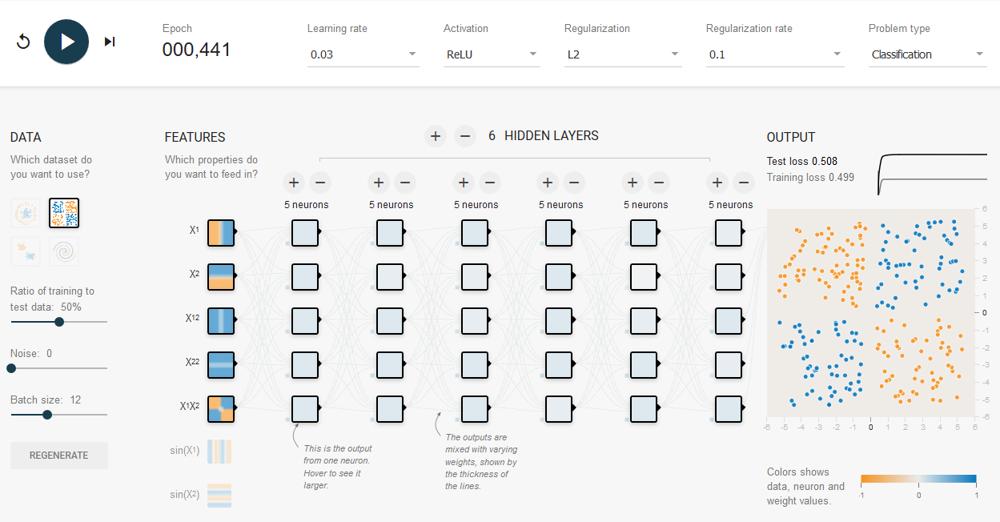 Epoch
000,441
Learning rate
0.03
Activation
ReLU
Regularization
L2
Regularization rate
0.1
Problem type
Classification
DATA
Which dataset do
you want to use?
Ratio of training to
test data: 50%
Noise: 0
Batch size: 12
REGENERATE
FEATURES
Which properties do
you want to feed in?
X1
X2
X12
X22
X1X2
sin(X1)
sin(X2)
+ − 6 HIDDEN LAYERS
+ − + − + − + − + − + −
5 neurons 5 neurons 5 neurons 5 neurons 5 neurons 5 neurons
This is the output
from one neuron.
Hover to see it
larger.
The outputs are
mixed with varying
weights, shown by
the thickness of
the lines.
OUTPUT
Test loss 0.508
Training loss 0.499
6
5
4
3
2
1
0
-1
-2
-3
-4
-5
-6
-6 -5 -4 -3 -2 -1 0 1 2 3 4 5 6
Colors shows
data, neuron and
weight values.
-1 0 1